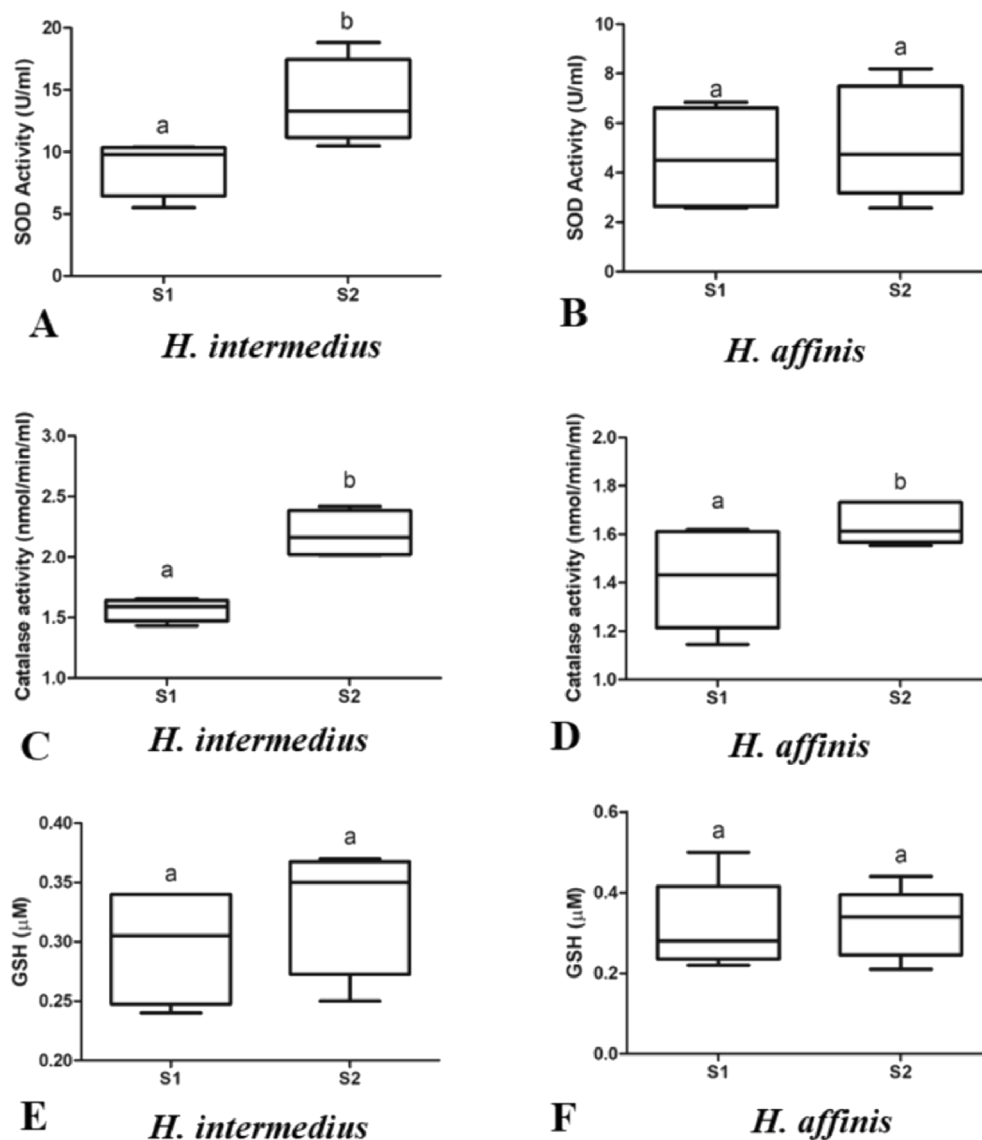 SOD Activity (U/ml)
20
15
10
5
0
a
b
S1
S2
A
H. intermedius
SOD Activity (U/ml)
10
8
6
4
2
0
a
a
S1
S2
B
H. affinis
Catalase activity (nmol/min/ml)
3.0
2.5
2.0
1.5
1.0
a
b
S1
S2
C
H. intermedius
Catalase activity (nmol/min/ml)
2.0
1.8
1.6
1.4
1.2
1.0
a
b
S1
S2
D
H. affinis
GSH (μM)
0.40
0.35
0.30
0.25
0.20
a
a
S1
S2
E
H. intermedius
GSH (μM)
0.6
0.4
0.2
0.0
a
a
S1
S2
F
H. affinis